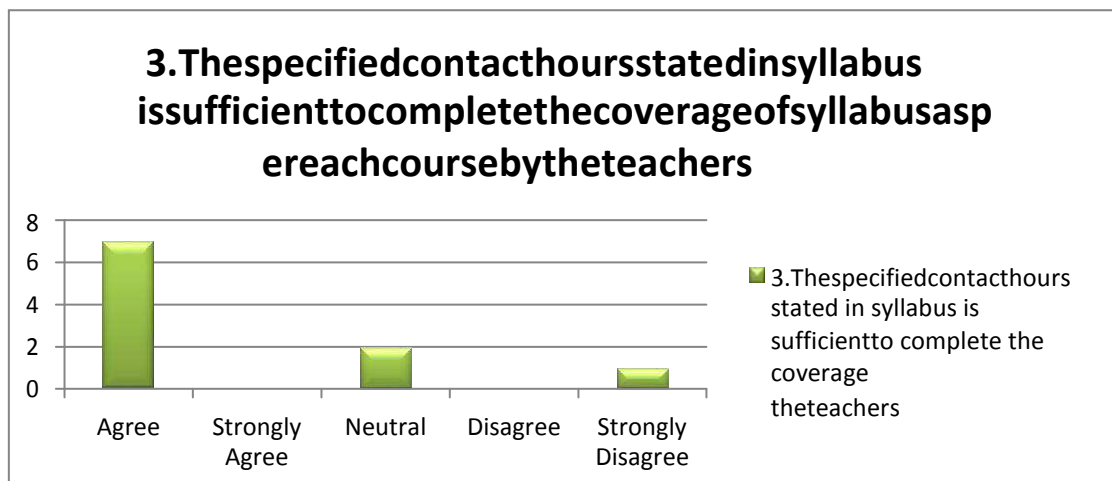 3.Thespecifiedcontacthoursstatedinsyllabus
issufficienttocompletethecoverageofsyllabusasp
ereachcoursebytheteachers
8
6
4
2
0
Agree
Strongly
Agree
Neutral
Disagree
Strongly
Disagree
3.Thespecifiedcontacthours
stated in syllabus is
sufficientto complete the
coverage
theteachers